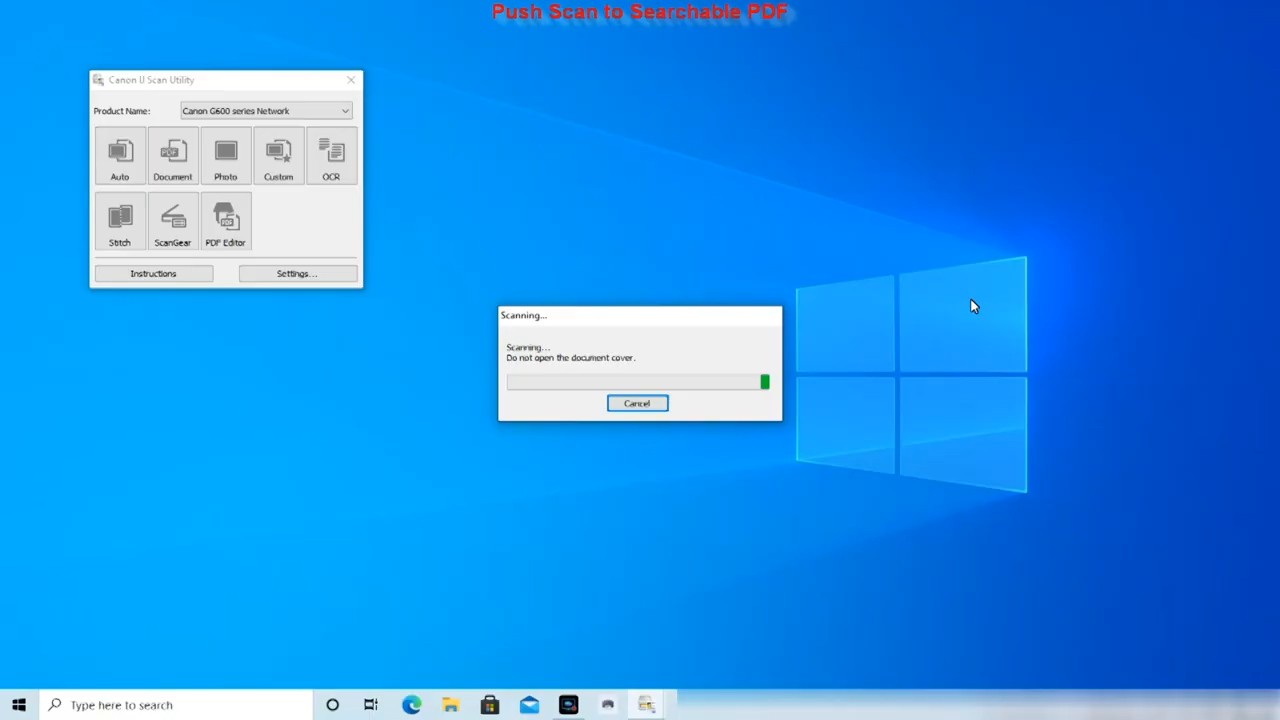 Push Scan to Searchable PDF
Canon IJ Scan Utility
Product Name:
Canon G600 series Network
Auto
Document
Photo
Custom
OCR
Stitch
ScanGear
PDF Editor
Instructions
Settings...
Scanning...
Scanning...
Do not open the document cover.
Cancel
Type here to search